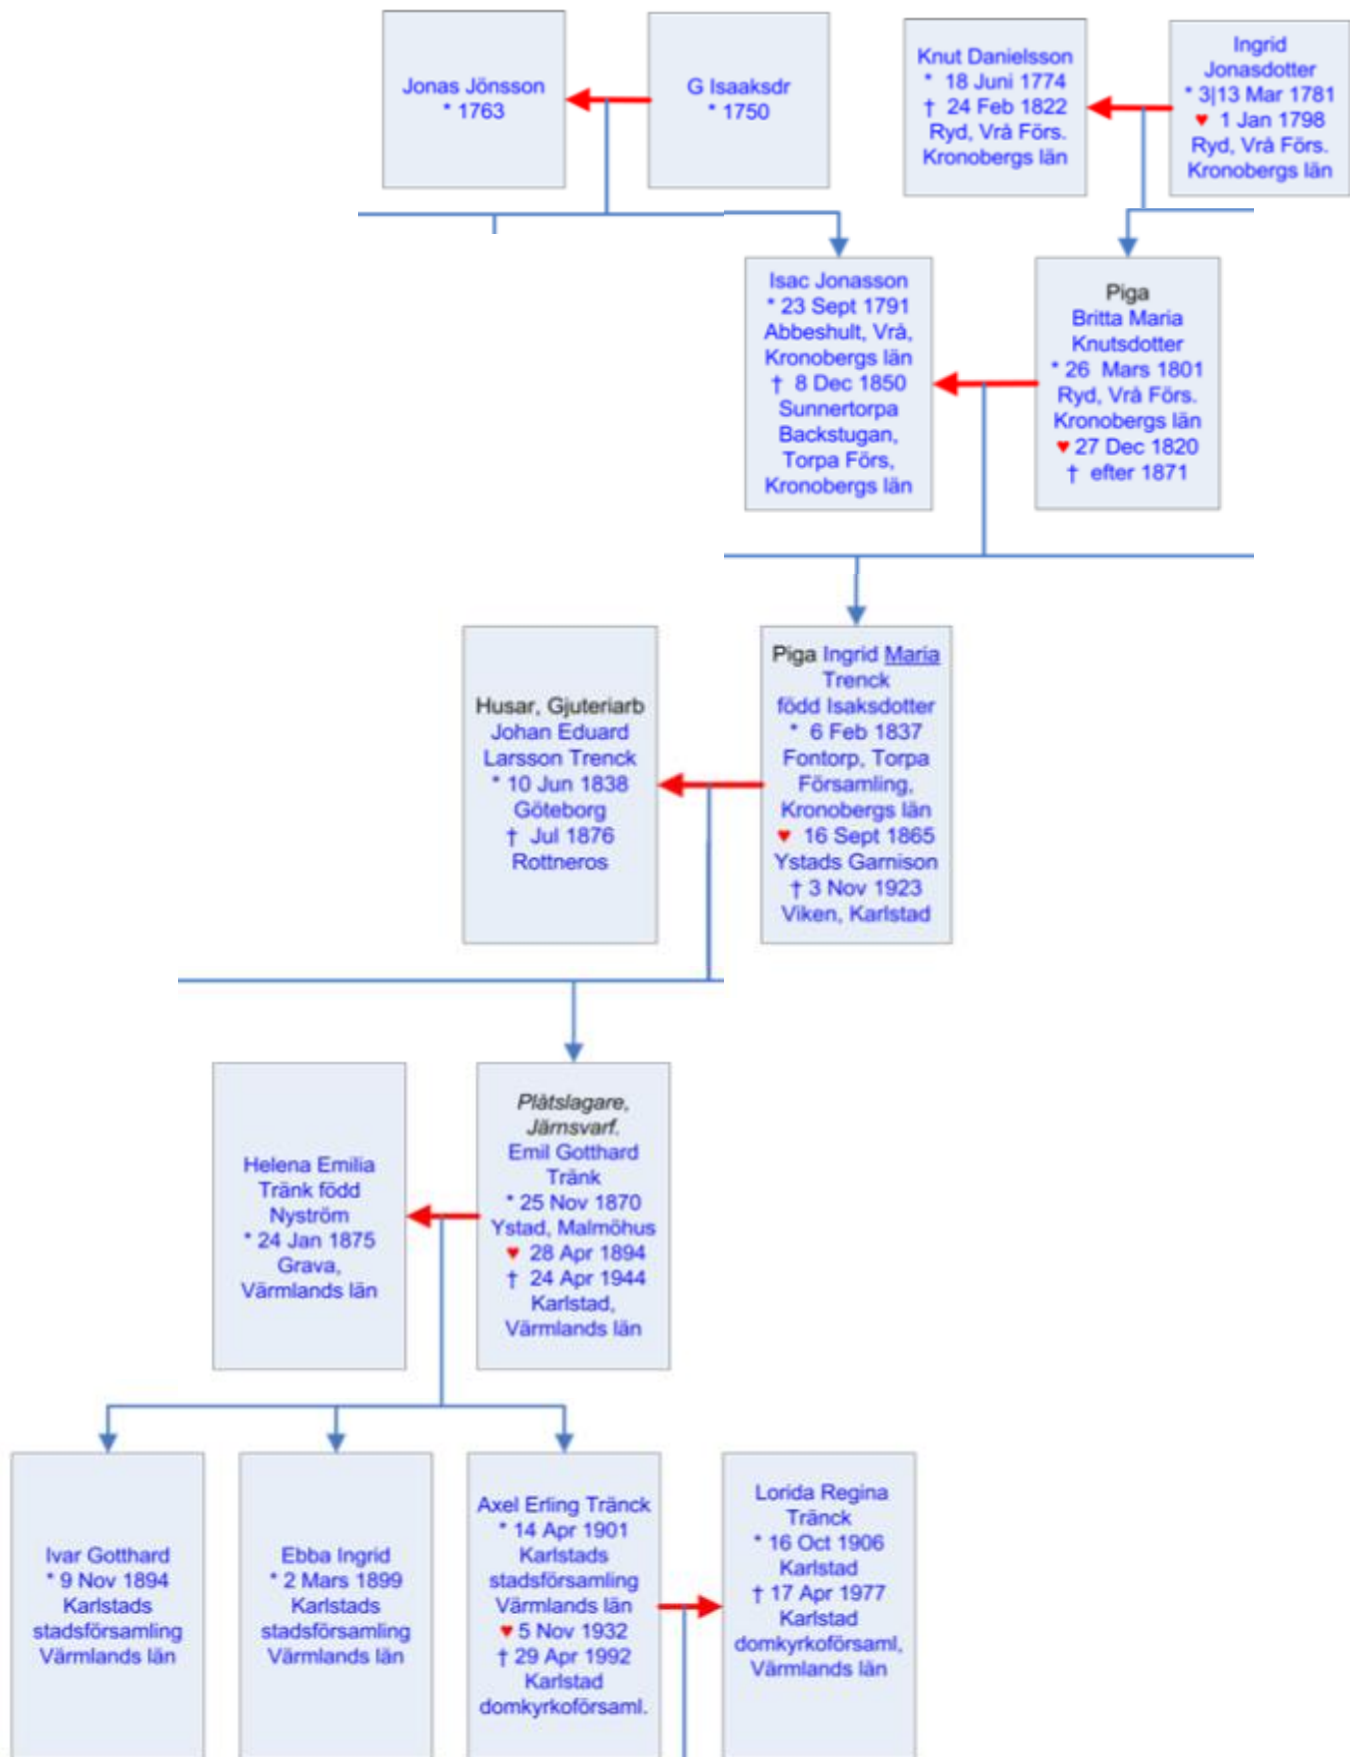 Jonas Jönsson
* 1763
G Isaaksdr
* 1750
Knut Danielsson
* 18 Juni 1774
† 24 Feb 1822
Ryd, Vrå Förs.
Kronobergs län
Ingrid
Jonasdotter
* 3|13 Mar 1781
♥ 1 Jan 1798
Ryd, Vrå Förs.
Kronobergs län
Isac Jonasson
* 23 Sept 1791
Abbeshult, Vrå,
Kronobergs län
† 8 Dec 1850
Sunnertorpa
Backstugan,
Torpa Förs,
Kronobergs län
Piga
Britta Maria
Knutsdotter
* 26 Mars 1801
Ryd, Vrå Förs.
Kronobergs län
♥ 27 Dec 1820
† efter 1871
Husar, Gjuteriarb
Johan Eduard
Larsson Trenck
* 10 Jun 1838
Göteborg
† Jul 1876
Rottneros
Piga Ingrid Maria
Trenck
född Isaksdotter
* 6 Feb 1837
Fontorp, Torpa
Församling,
Kronobergs län
♥ 16 Sept 1865
Ystads Garnison
† 3 Nov 1923
Viken, Karlstad
Helena Emilia
Tränk född
Nyström
* 24 Jan 1875
Grava,
Värmlands län
Plåtslagare,
Järnsvarf.
Emil Gotthard
Tränk
* 25 Nov 1870
Ystad, Malmöhus
♥ 28 Apr 1894
† 24 Apr 1944
Karlstad,
Värmlands län
Ivar Gotthard
* 9 Nov 1894
Karlstads
stadsförsamling
Värmlands län
Ebba Ingrid
* 2 Mars 1899
Karlstads
stadsförsamling
Värmlands län
Axel Erling Tränck
* 14 Apr 1901
Karlstads
stadsförsamling
Värmlands län
♥ 5 Nov 1932
† 29 Apr 1992
Karlstad
domkyrkoförsaml.
Lorida Regina
Tränck
* 16 Oct 1906
Karlstad
† 17 Apr 1977
Karlstad
domkyrkoförsaml,
Värmlands län